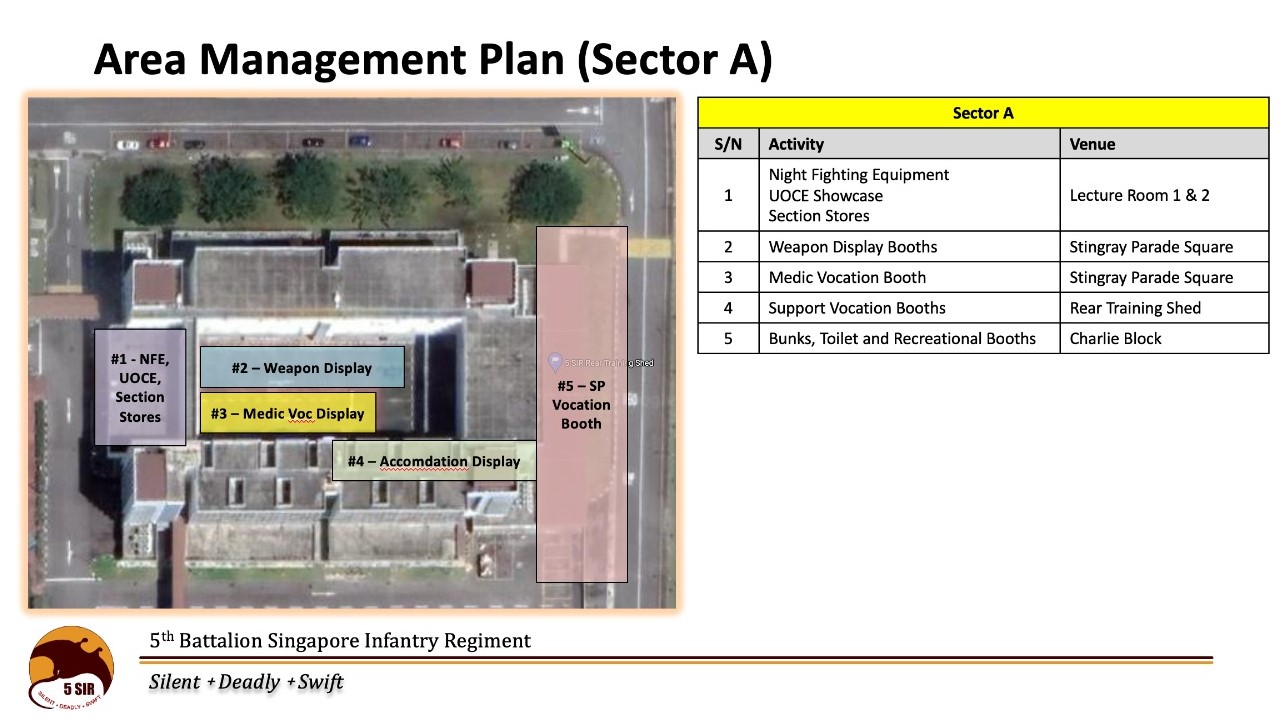 Area Management Plan (Sector A)
#1 - NFE,
UOCE,
Section
Stores
#2 – Weapon Display
#3 – Medic Voc Display
#4 – Accomdation Display
5 SIR Rear Training Shed
#5 – SP
Vocation
Booth
Sector A
S/N Activity Venue
1 Night Fighting Equipment
UOCE Showcase
Section Stores Lecture Room 1 & 2
2 Weapon Display Booths Stingray Parade Square
3 Medic Vocation Booth Stingray Parade Square
4 Support Vocation Booths Rear Training Shed
5 Bunks, Toilet and Recreational Booths Charlie Block
5 SIR
SILENT • DEADLY • SWIFT
5th Battalion Singapore Infantry Regiment
Silent + Deadly + Swift